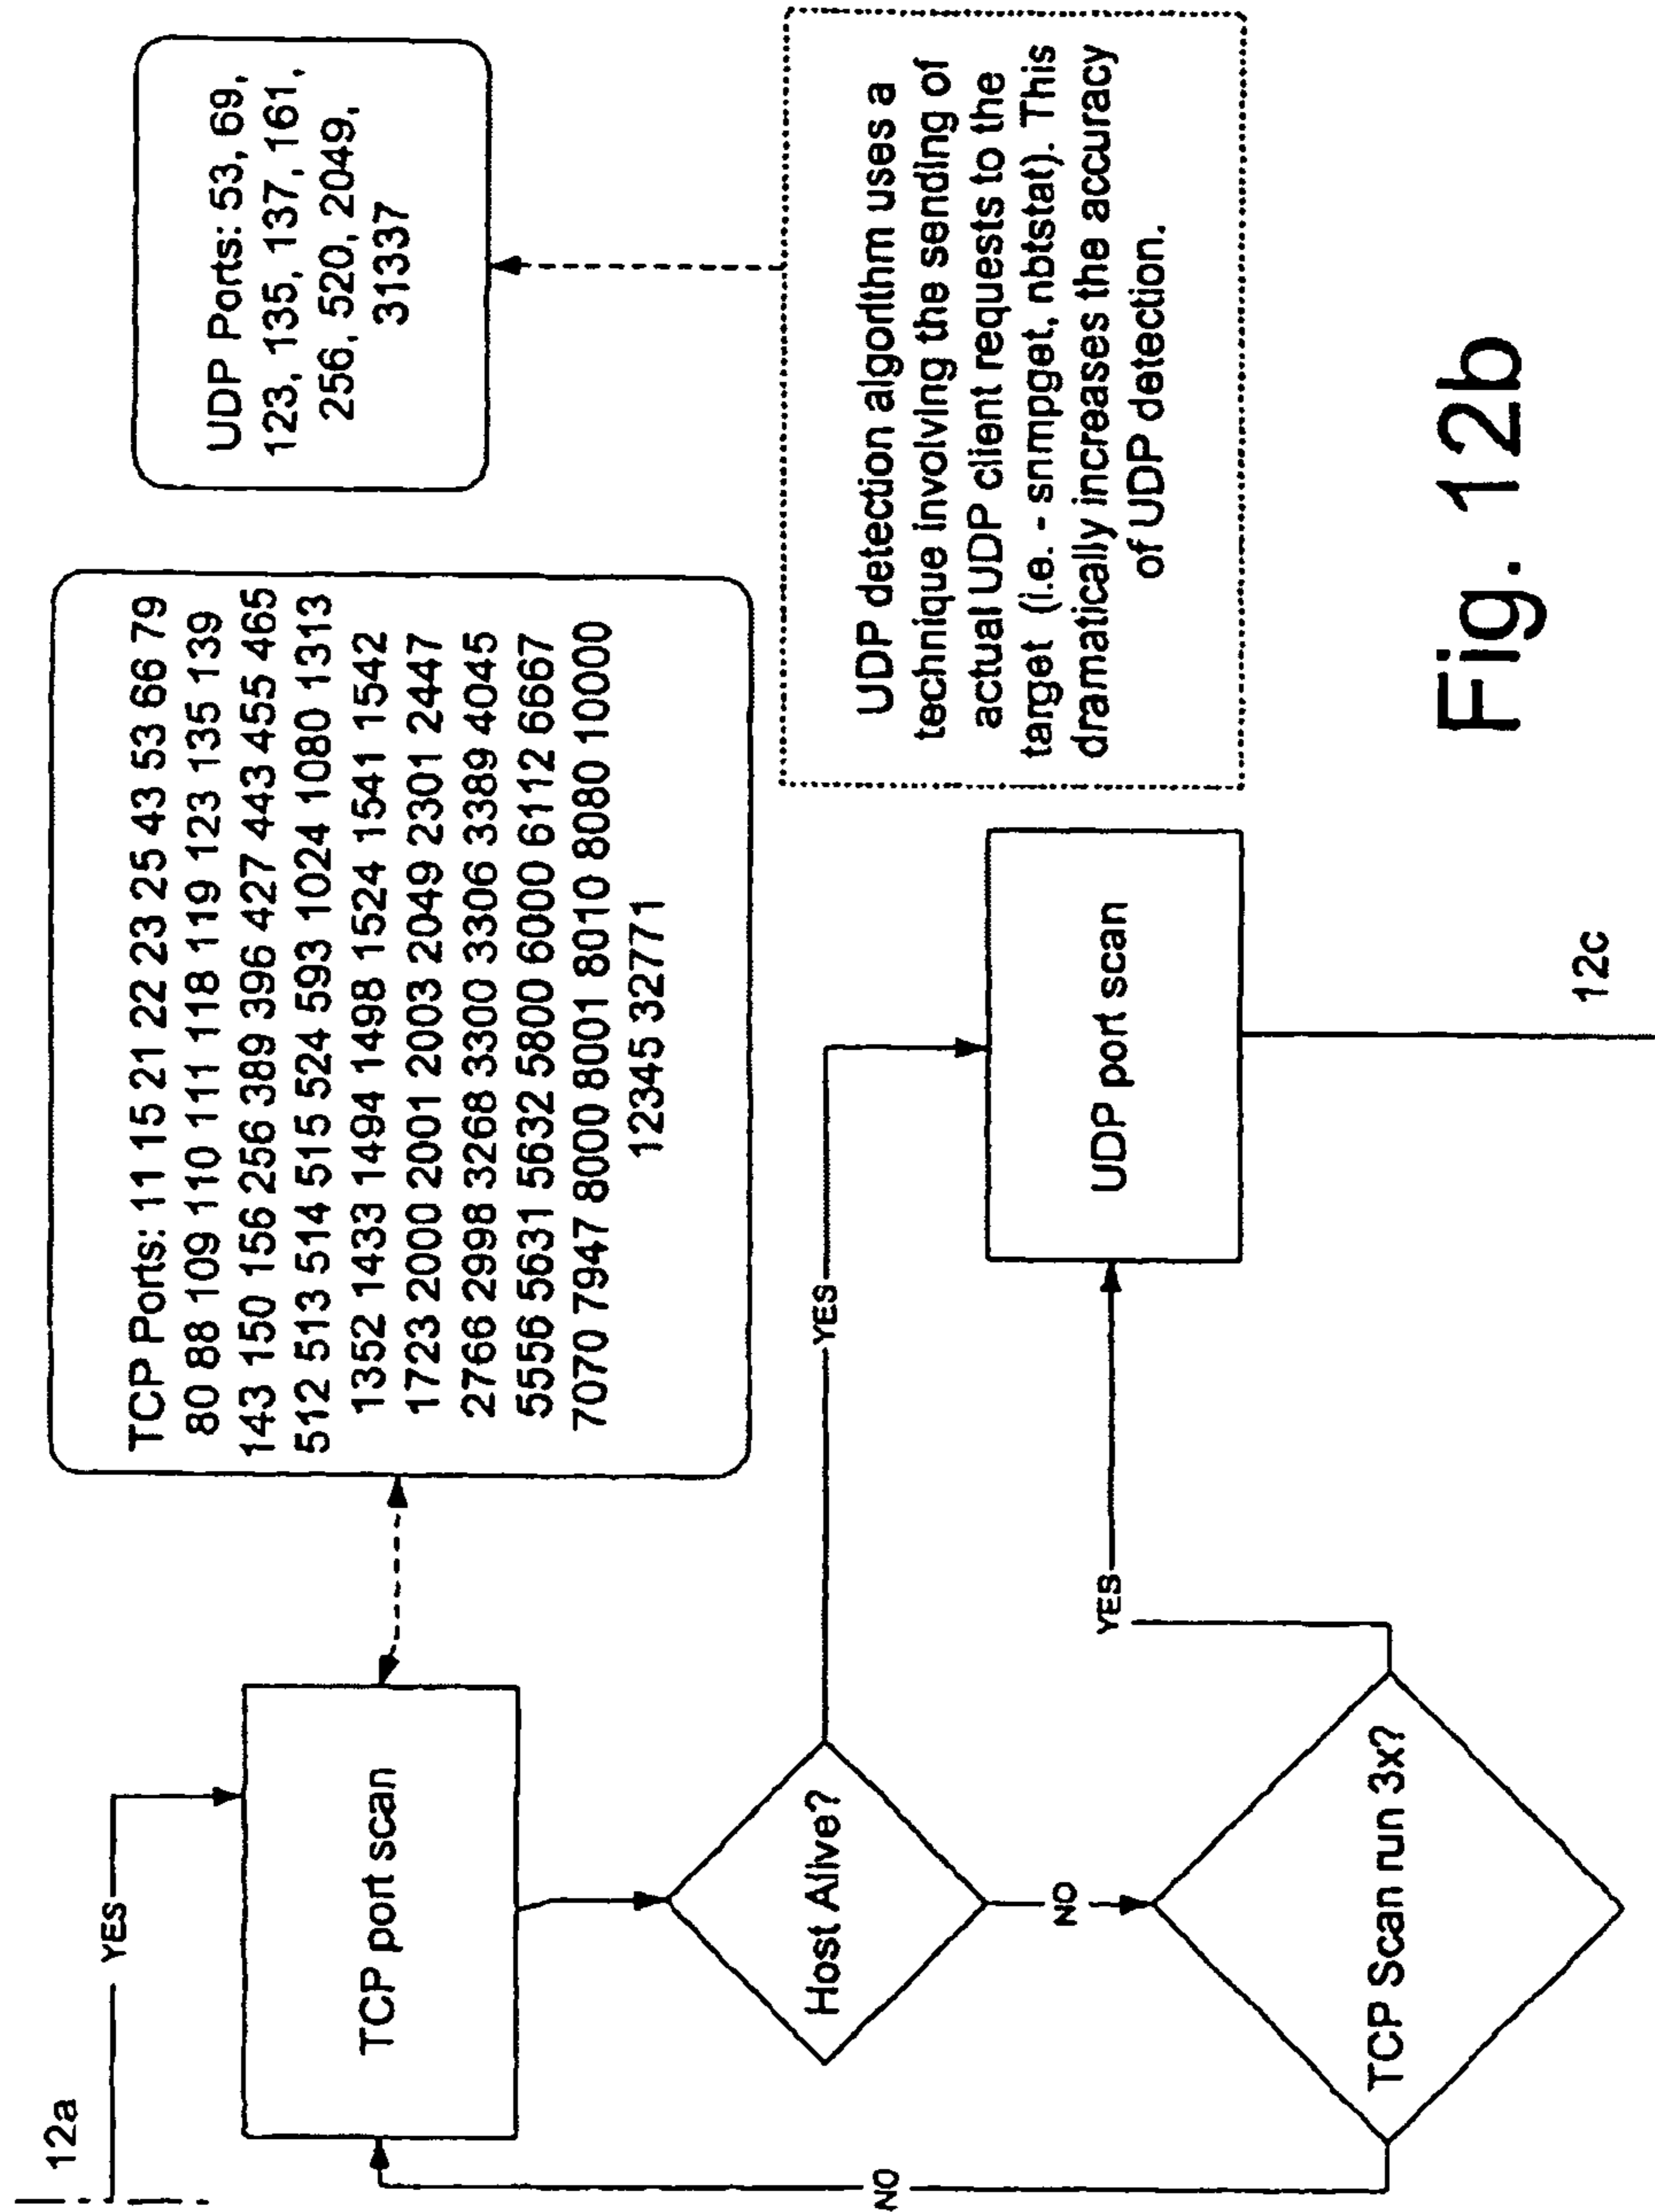 12a
YES
TCP port scan
TCP Ports: 11 15 21 22 23 25 43 53 66 79
80 88 109 110 111 118 119 123 135 139
143 150 156 256 389 396 427 443 455 465
512 513 514 515 524 593 1024 1080 1313
1352 1433 1494 1498 1524 1541 1542
1723 2000 2001 2003 2049 2301 2447
2766 2998 3268 3300 3306 3389 4045
5556 5631 5632 5800 6000 6112 6667
7070 7947 8000 8001 8010 8080 10000
12345 32771
UDP Ports: 53, 69,
123, 135, 137, 161,
256, 520, 2049,
31337
Host Alive?
YES
NO
TCP Scan run 3x?
YES
NO
UDP port scan
UDP detection algorithm uses a
technique involving the sending of
actual UDP client requests to the
target (i.e. - snmpget, nbtstat). This
dramatically increases the accuracy
of UDP detection.
12c
Fig. 12b